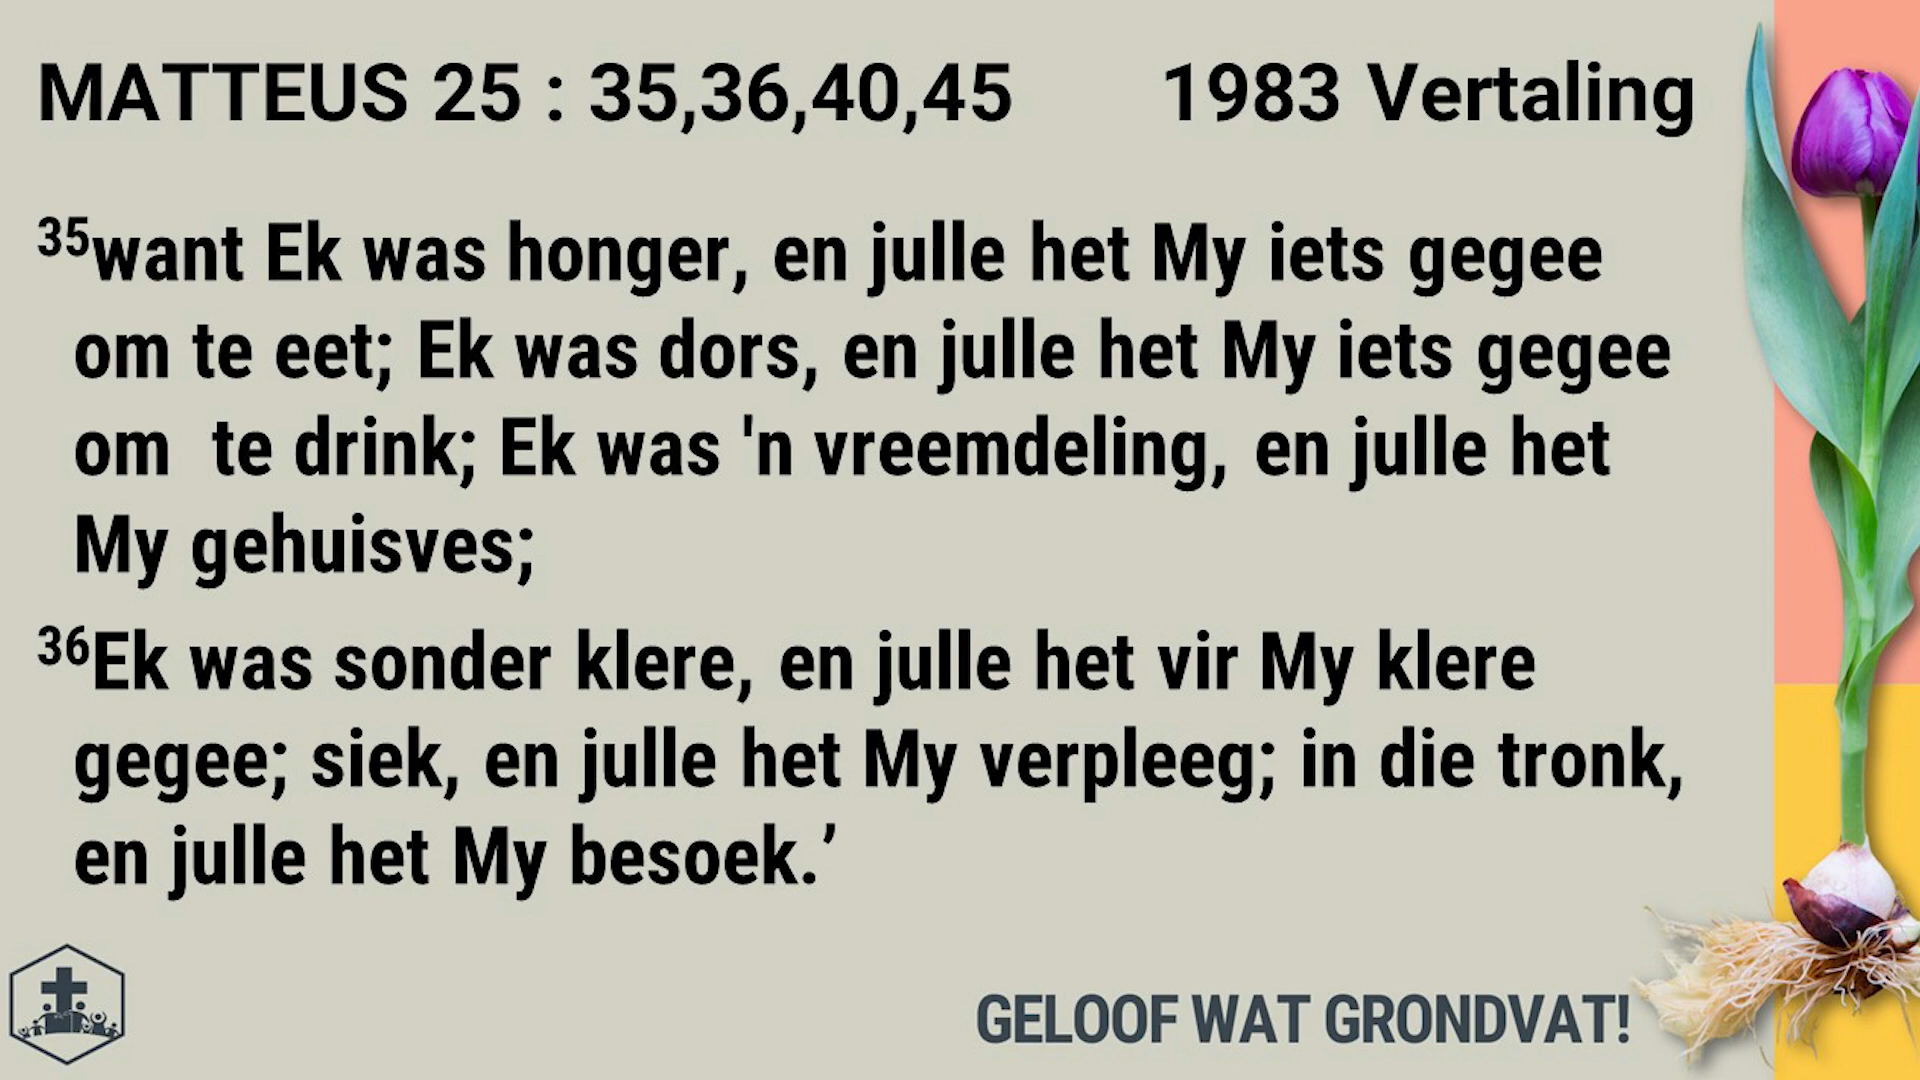 MATTEUS 25 : 35,36,40,45 1983 Vertaling
35want Ek was honger, en julle het My iets gegee
om te eet; Ek was dors, en julle het My iets gegee
om te drink; Ek was 'n vreemdeling, en julle het
My gehuisves;
36Ek was sonder klere, en julle het vir My klere
gegee; siek, en julle het My verpleeg; in die tronk,
en julle het My besoek.’
GELOOF WAT GRONDVAT!